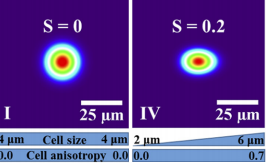 S = 0
S = 0.2
25 μm
25 μm
I
IV
4 μm Cell size 4 μm
2 μm 6 μm
0.0 Cell anisotropy 0.0
0.0 0.7